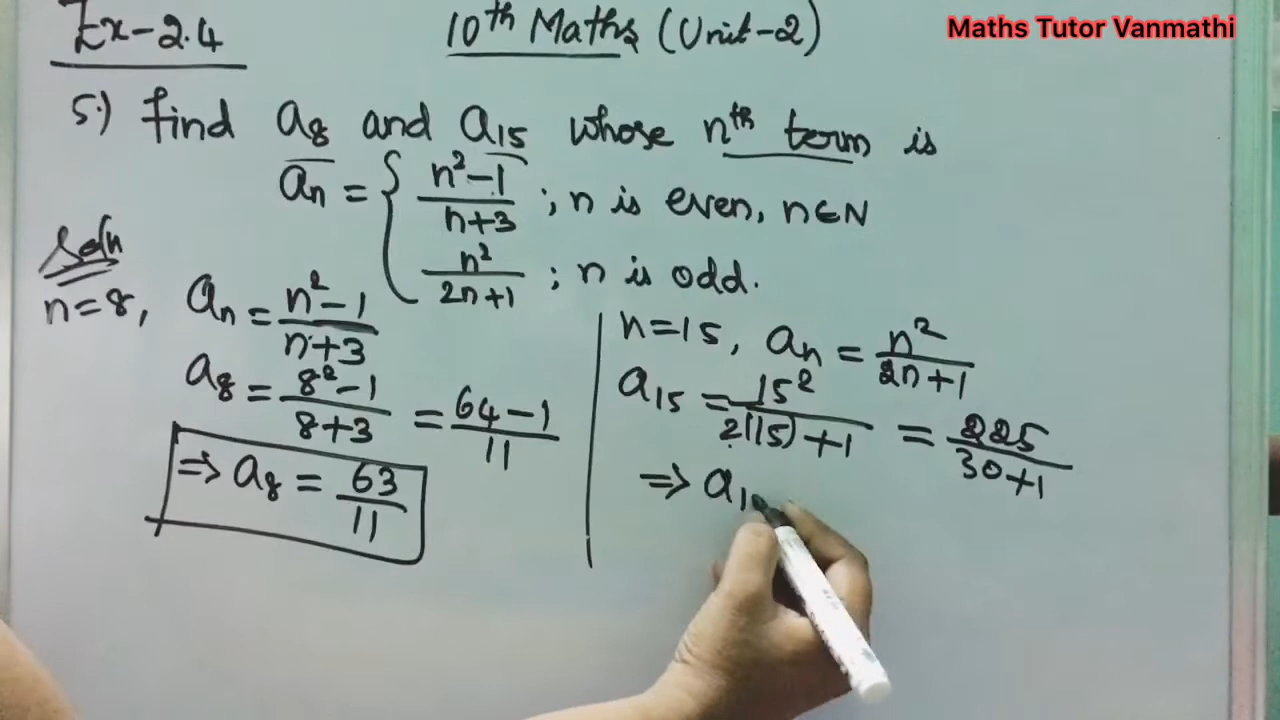 Ex-2.4
10th Maths (Unit-2)
Maths Tutor Vanmathi
5.) Find a₈ and a₁₅ whose nth term is
aₙ = { n²-1 / n+3 ; n is even, n∈N
n² / 2n+1 ; n is odd.
Soln
n=8, aₙ = n²-1 / n+3
a₈ = 8²-1 / 8+3 = 64-1 / 11
⇒ a₈ = 63 / 11
n=15, aₙ = n² / 2n+1
a₁₅ = 15² / 2(15)+1 = 225 / 30+1
⇒ a₁